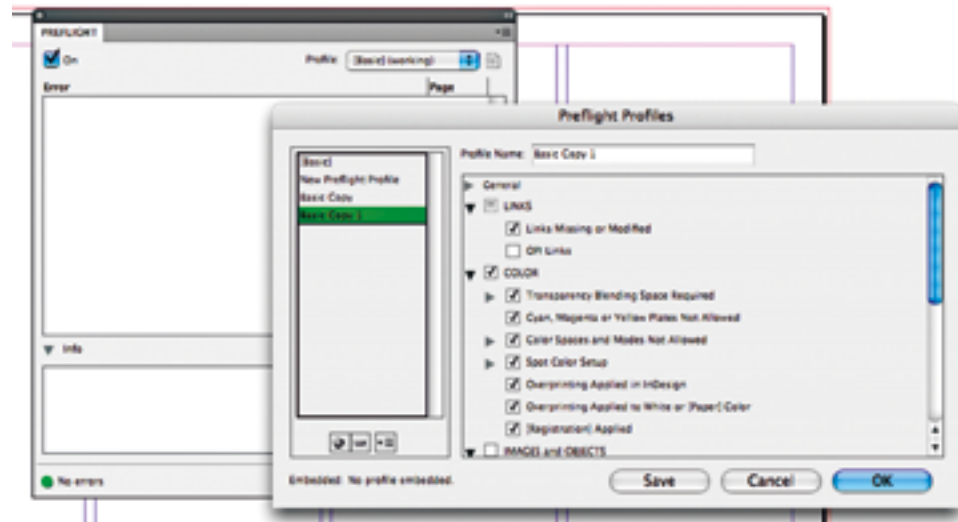 PREFLIGHT
On
Profile: [Basic] (working)
Error Page
Info
No errors
Preflight Profiles
[Basic]
New Preflight Profile
Basic Copy
Basic Copy 1
Profile Name: Basic Copy 1
General
LINKS
Links Missing or Modified
OPI Links
COLOR
Transparency Blending Space Required
Cyan, Magenta or Yellow Plates Not Allowed
Color Spaces and Modes Not Allowed
Spot Color Setup
Overprinting Applied in InDesign
Overprinting Applied to White or [Paper] Color
[Registration] Applied
IMAGES and OBJECTS
Embedded: No profile embedded.
Save Cancel OK